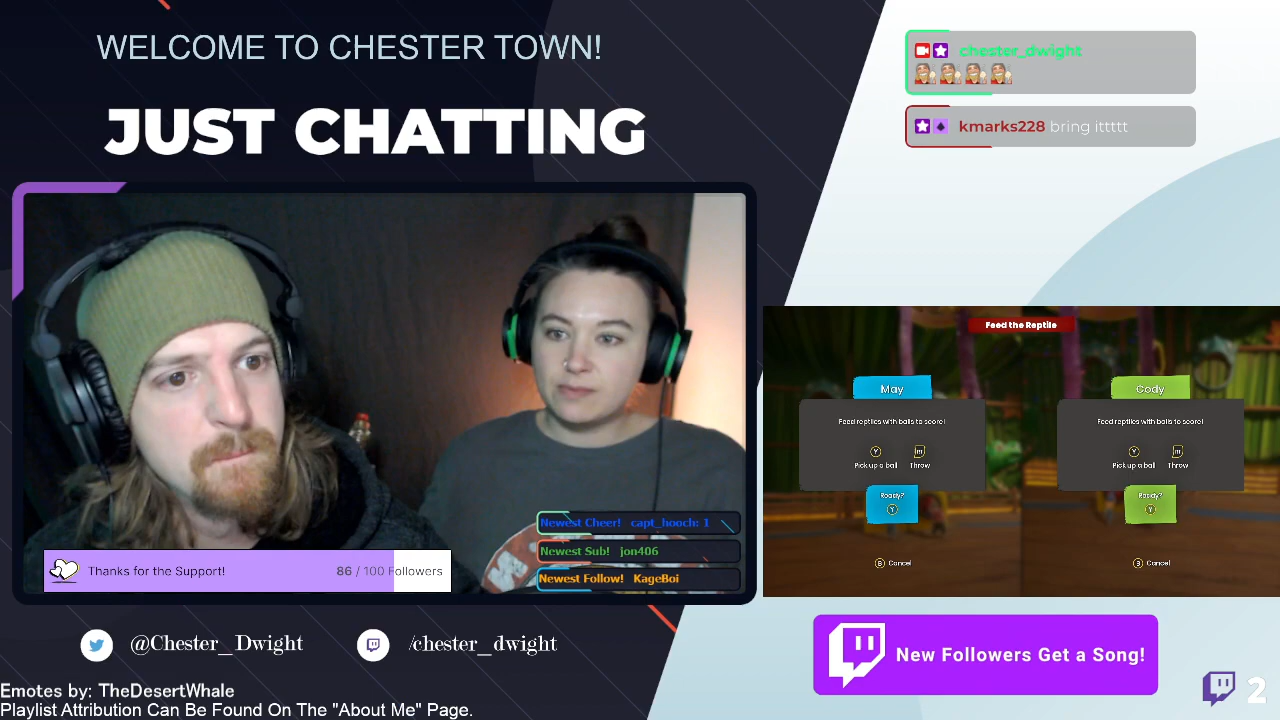 WELCOME TO CHESTER TOWN!
JUST CHATTING
chester_dwight
kmarks228 bring ittttt
Feed the Reptile
May
Feed reptiles with balls to score!
Y
Pick up a ball Throw
Ready?
Y
B Cancel
Cody
Feed reptiles with balls to score!
Y
Pick up a ball Throw
Ready?
Y
Cancel
Newest Cheer! capt_hooch: 1
Newest Sub! jon406
Newest Follow! KageBoi
Thanks for the Support! 86 / 100 Followers
@Chester_Dwight /chester_dwight
New Followers Get a Song!
Emotes by: TheDesertWhale
Playlist Attribution Can Be Found On The "About Me" Page.
2